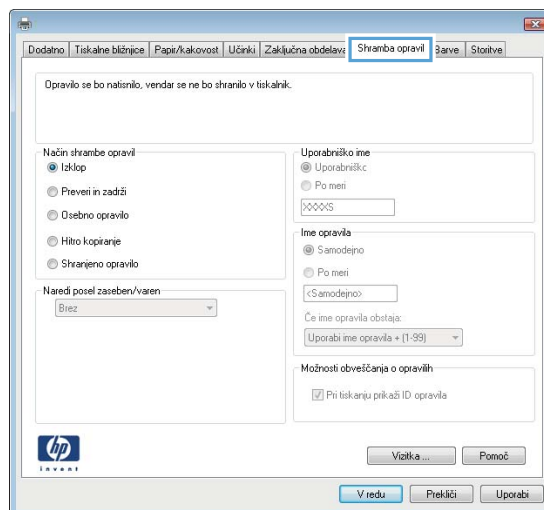 Dodatno Tiskalne bližnjice Papir/kakovost Učinki Zaključna obdelava Shramba opravil Barve Storitve
Opravilo se bo natisnilo, vendar se ne bo shranilo v tiskalnik.
Način shrambe opravil
Izklop
Preveri in zadrži
Osebno opravilo
Hitro kopiranje
Shranjeno opravilo
Naredi posel zaseben/varen
Brez
Uporabniško ime
Uporabnišk
Po meri
XXXXS
Ime opravila
Samodejno
Po meri
<Samodejno>
Če ime opravila obstaja:
Uporabi ime opravila + (1-99)
Možnosti obveščanja o opravilih
Pri tiskanju prikaži ID opravila
hp
invent
Vizitka ... Pomoč
V redu Prekliči Uporabi